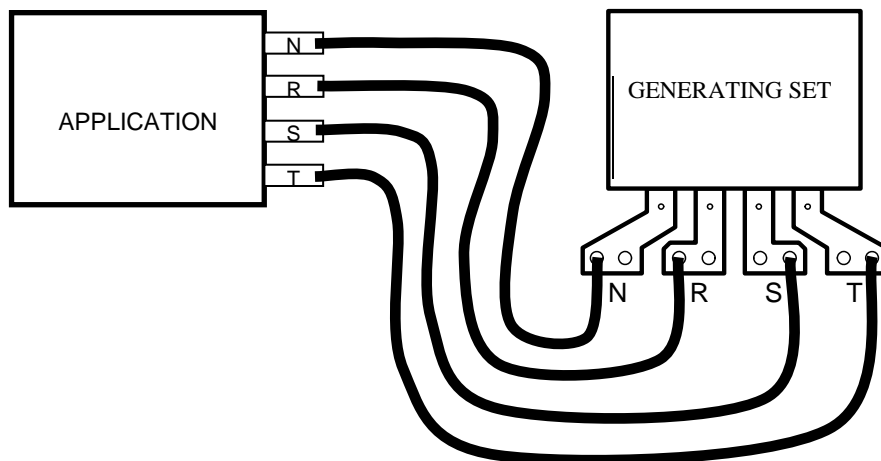 N
R
S
T
APPLICATION
GENERATING SET
N R S T